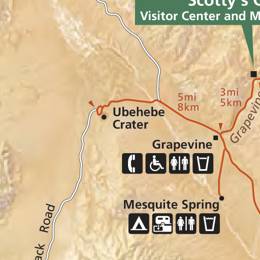 Scotty's C
Visitor Center and M
5mi
8km
3mi
5km
Ubehebe
Crater
Grapevine
Grapevine
Mesquite Spring
ack Road